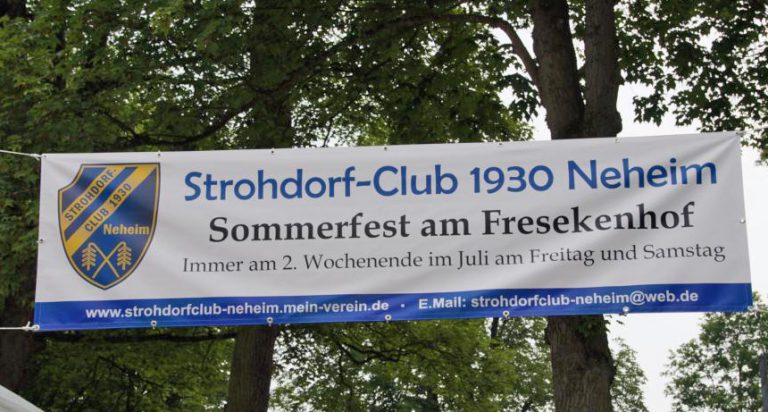 Strohdorf-Club 1930 Neheim
Sommerfest am Fresekenhof
Immer am 2. Wochenende im Juli am Freitag und Samstag
www.strohdorfclub-neheim.mein-verein.de · E.Mail: strohdorfclub-neheim@web.de
STROHDORF-
CLUB 1930
Neheim